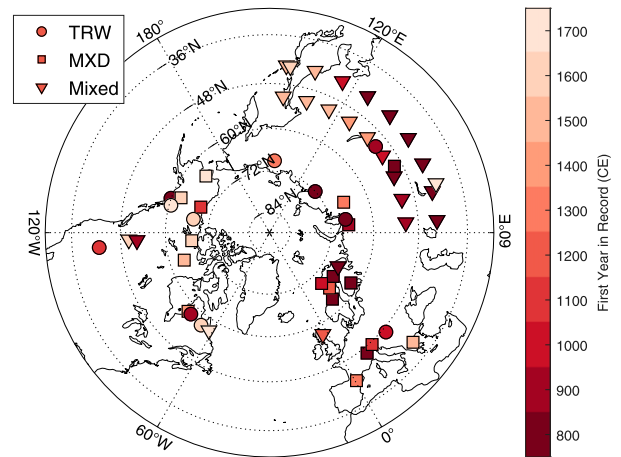 TRW
MXD
Mixed
180°
120°E
60°E
0°
60°W
120°W
36°N
48°N
60°N
72°N
84°N
1700
1600
1500
1400
1300
1200
1100
1000
900
800
First Year in Record (CE)